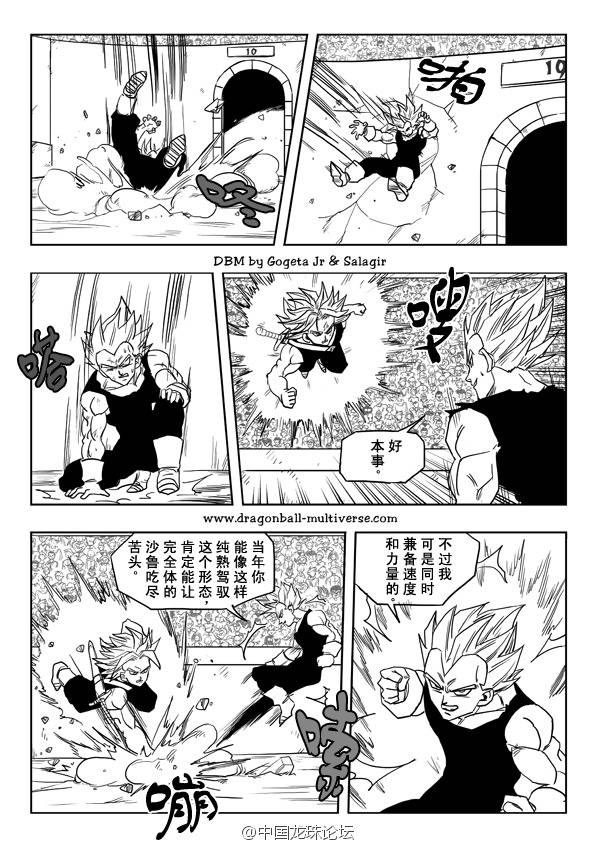 10
咚
10
啪
DBM by Gogeta Jr & Salagir
嗒
嗖
好
本
事。
www.dragonball-multiverse.com
当年你
能像这样
纯熟驾驭
这个形态,
肯定能让
完全体的
沙鲁吃尽
苦头。
嘣
嗦
不过我
可是同时
兼备速度
和力量的。
@中国龙珠论坛